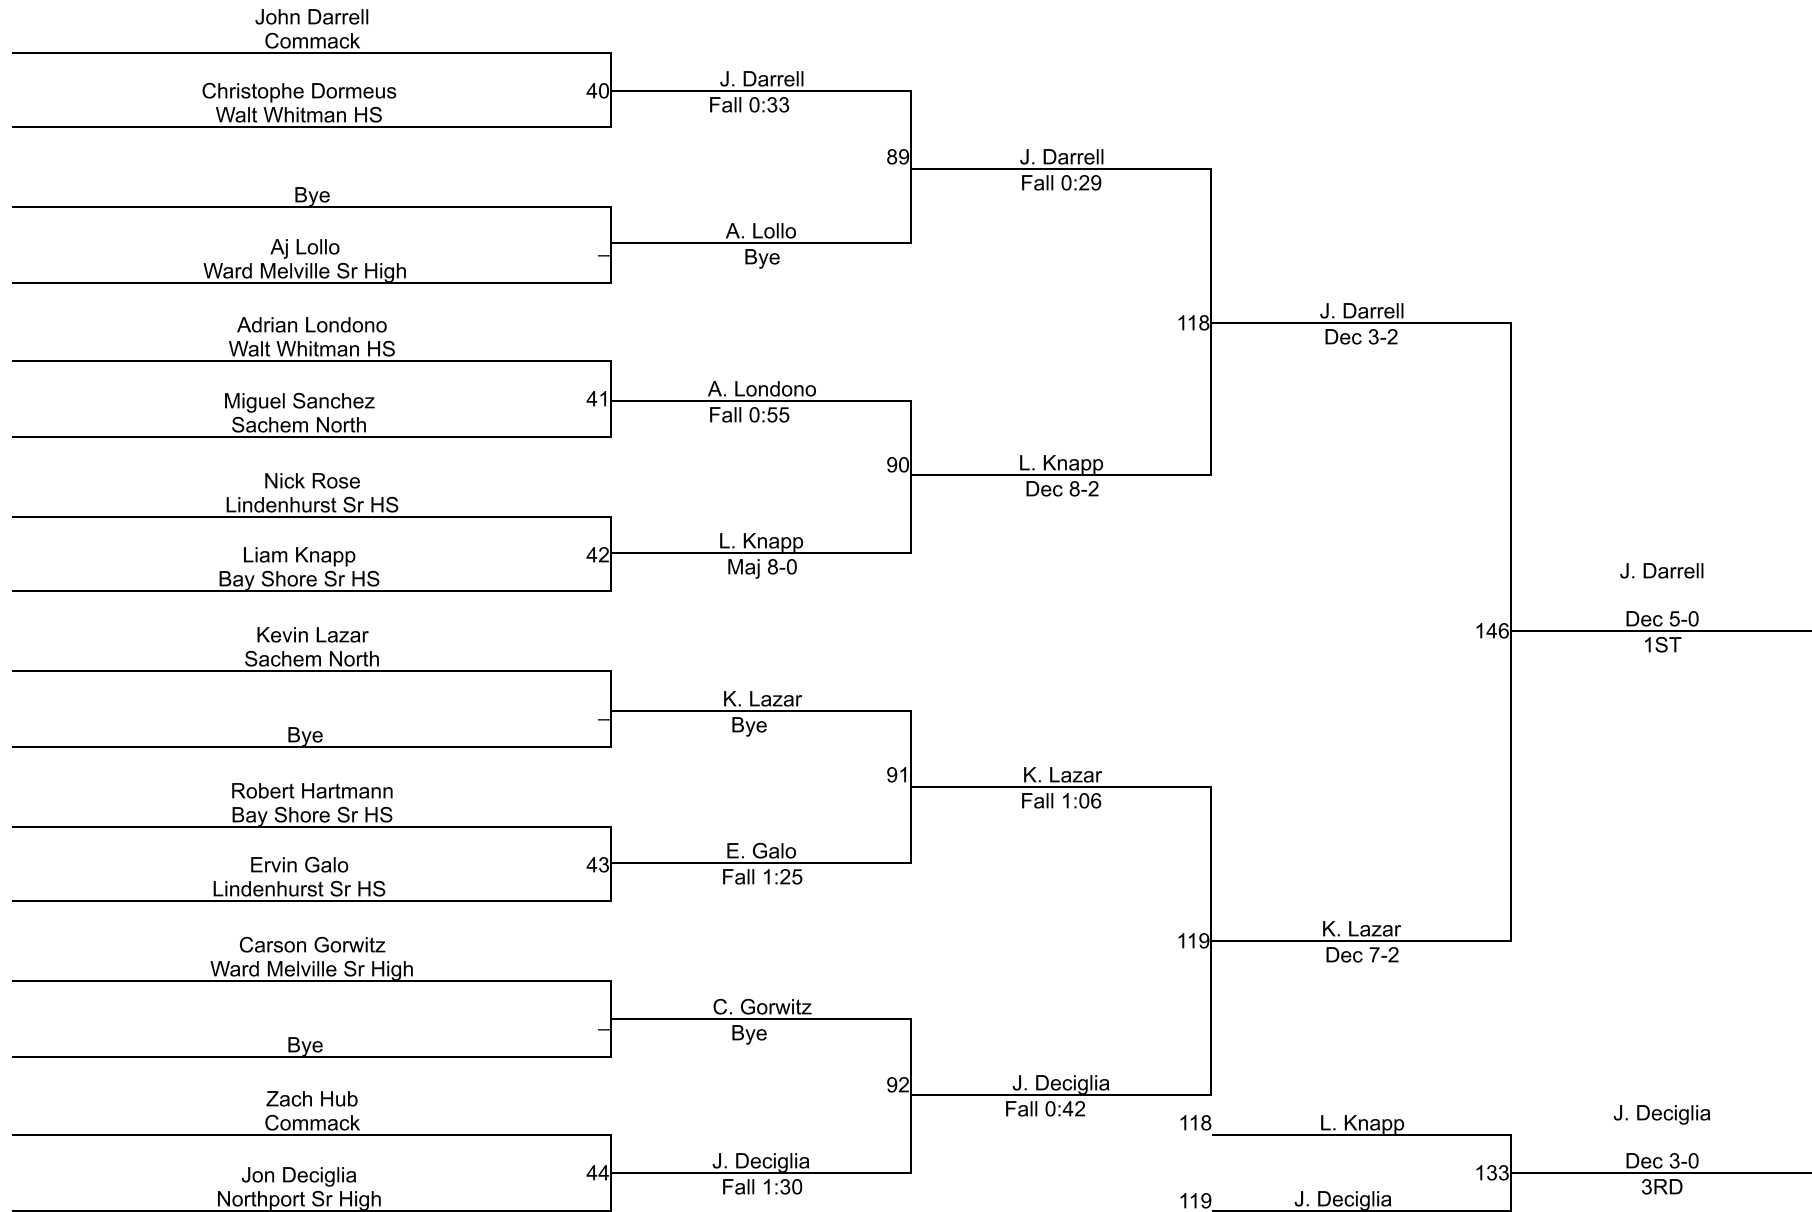 John Darrell
Commack
Christophe Dormeus
Walt Whitman HS
40
J. Darrell
Fall 0:33
89
J. Darrell
Fall 0:29
Bye
Aj Lollo
Ward Melville Sr High
A. Lollo
Bye
118
J. Darrell
Dec 3-2
Adrian Londono
Walt Whitman HS
Miguel Sanchez
Sachem North
41
A. Londono
Fall 0:55
90
L. Knapp
Dec 8-2
Nick Rose
Lindenhurst Sr HS
Liam Knapp
Bay Shore Sr HS
42
L. Knapp
Maj 8-0
146
J. Darrell
Dec 5-0
1ST
Kevin Lazar
Sachem North
Bye
K. Lazar
Bye
91
K. Lazar
Fall 1:06
Robert Hartmann
Bay Shore Sr HS
Ervin Galo
Lindenhurst Sr HS
43
E. Galo
Fall 1:25
119
K. Lazar
Dec 7-2
Carson Gorwitz
Ward Melville Sr High
Bye
C. Gorwitz
Bye
92
J. Deciglia
Fall 0:42
Zach Hub
Commack
Jon Deciglia
Northport Sr High
44
J. Deciglia
Fall 1:30
118
L. Knapp
119
J. Deciglia
133
J. Deciglia
Dec 3-0
3RD